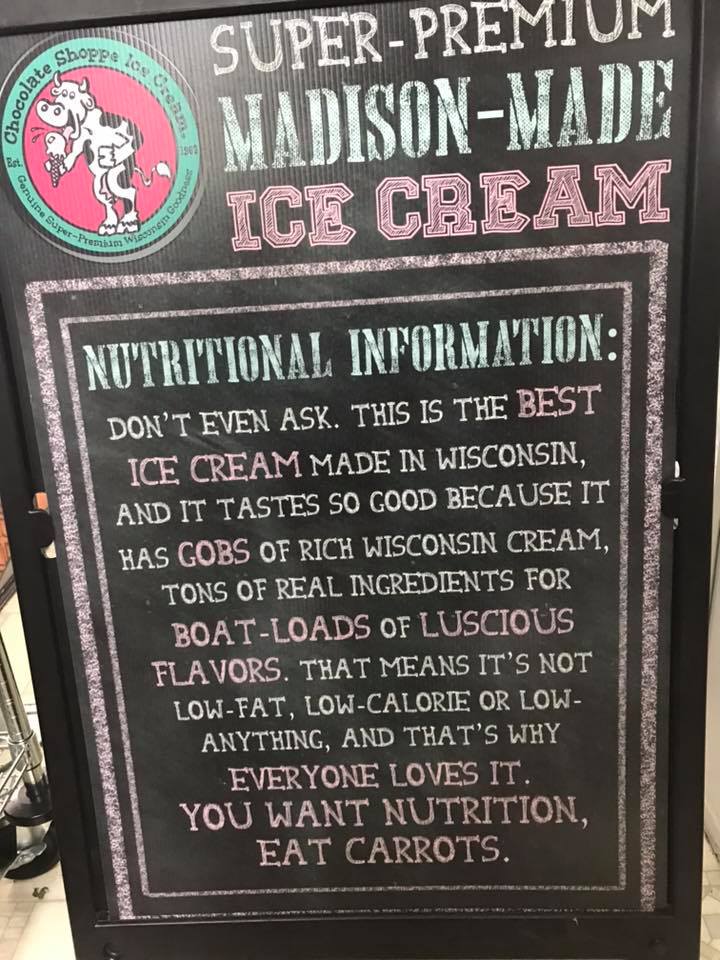 Chocolate Shoppe Ice Cream
Est. 1962
Genuine Super-Premium Wisconsin Goodness
SUPER-PREMIUM
MADISON-MADE
ICE CREAM
NUTRITIONAL INFORMATION:
DON'T EVEN ASK. THIS IS THE BEST
ICE CREAM MADE IN WISCONSIN,
AND IT TASTES SO GOOD BECAUSE IT
HAS GOBS OF RICH WISCONSIN CREAM,
TONS OF REAL INGREDIENTS FOR
BOAT-LOADS OF LUSCIOUS
FLAVORS. THAT MEANS IT'S NOT
LOW-FAT, LOW-CALORIE OR LOW-
ANYTHING, AND THAT'S WHY
EVERYONE LOVES IT.
YOU WANT NUTRITION,
EAT CARROTS.